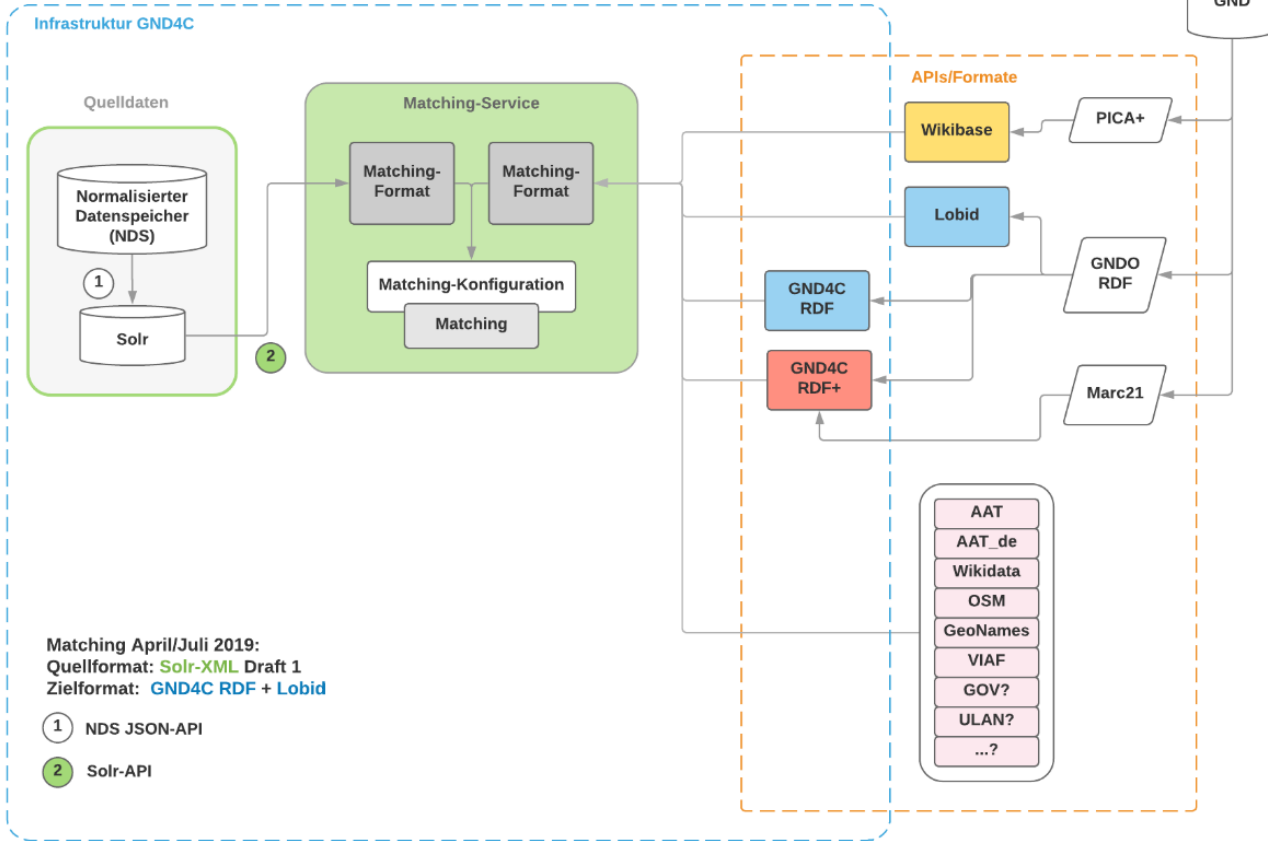 GND
Infrastruktur GND4C
Quelldaten
Normalisierter
Datenspeicher
(NDS)
1
Solr
2
Matching-Service
Matching-
Format
Matching-
Format
Matching-Konfiguration
Matching
APIs/Formate
Wikibase
PICA+
Lobid
GNDO
RDF
GND4C
RDF
GND4C
RDF+
Marc21
AAT
AAT_de
Wikidata
OSM
GeoNames
VIAF
GOV?
ULAN?
...?
Matching April/Juli 2019:
Quellformat: Solr-XML Draft 1
Zielformat: GND4C RDF + Lobid
1 NDS JSON-API
2 Solr-API